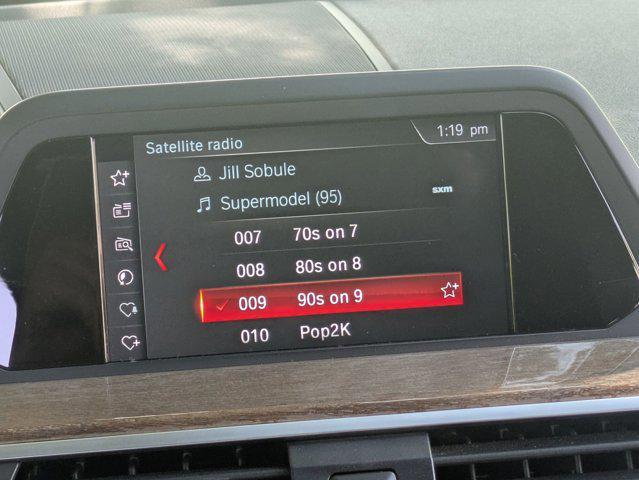 Satellite radio
1:19 pm
Jill Sobule
Supermodel (95)
sxm
007 70s on 7
008 80s on 8
009 90s on 9
010 Pop2K